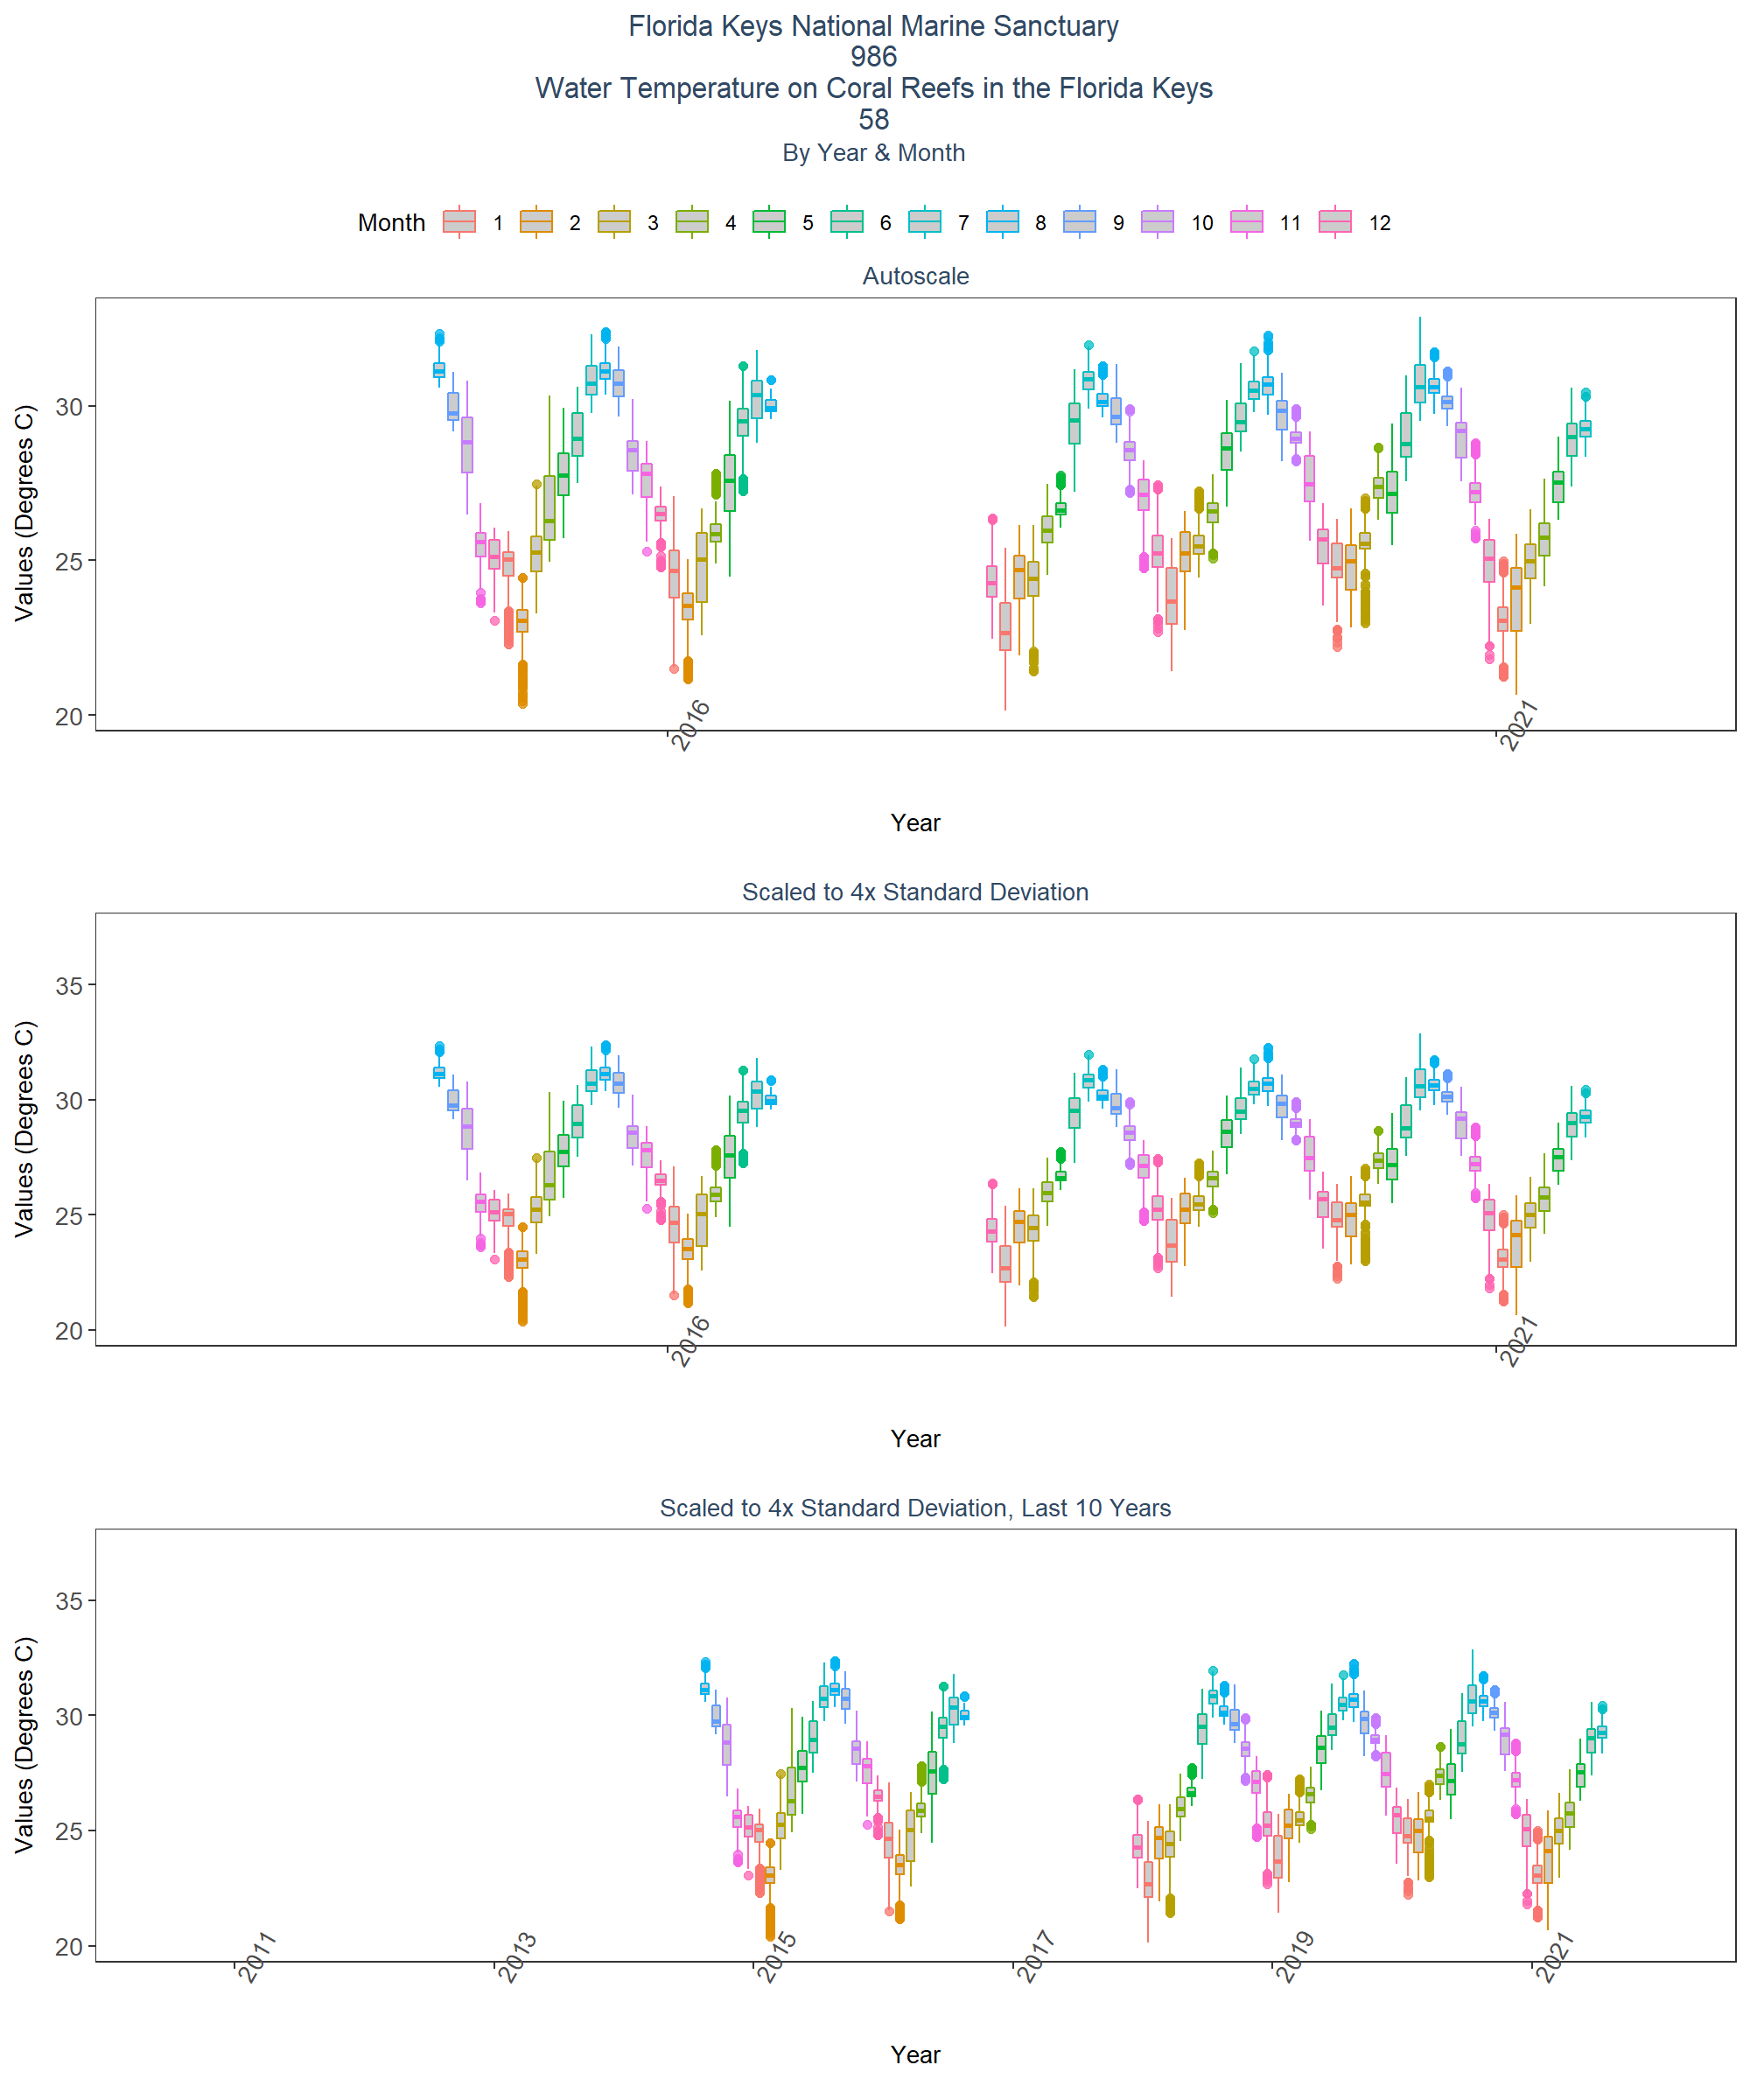 Florida Keys National Marine Sanctuary
986
Water Temperature on Coral Reefs in the Florida Keys
58
By Year & Month
Month 1 2 3 4 5 6 7 8 9 10 11 12
Autoscale
Values (Degrees C)
30
25
20
2016 2021
Year
Scaled to 4x Standard Deviation
Values (Degrees C)
35
30
25
20
2016 2021
Year
Scaled to 4x Standard Deviation, Last 10 Years
Values (Degrees C)
35
30
25
20
2011 2013 2015 2017 2019 2021
Year